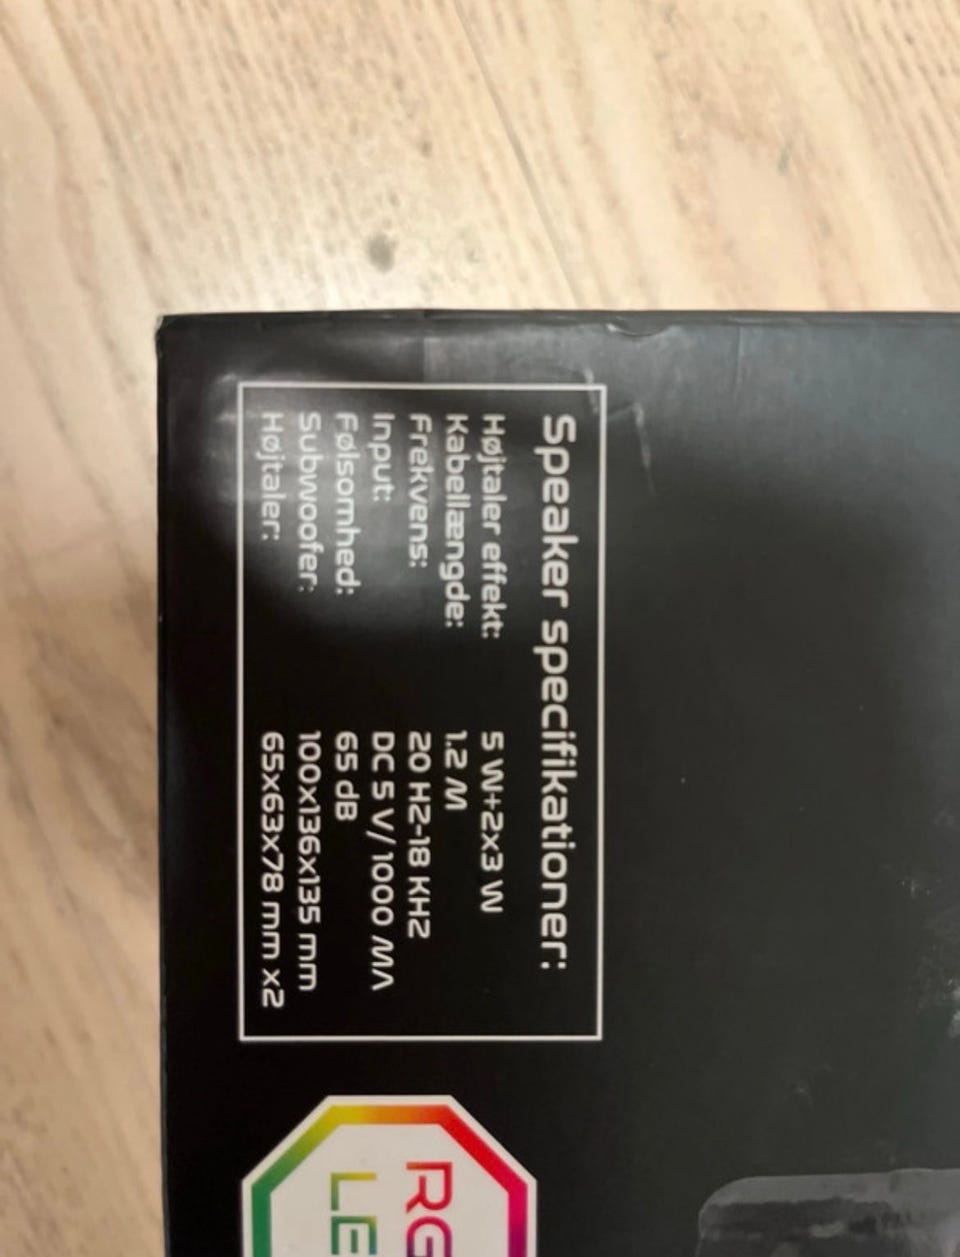 Speaker specifikationer:
Højtaler effekt: 5 W+2x3 W
Kabellængde: 1.2 M
Frekvens: 20 HZ-18 KHZ
Input: DC 5 V/ 1000 MA
Følsomhed: 65 dB
Subwoofer: 100x136x135 mm
Højtaler: 65x63x78 mm x2
RG
LE